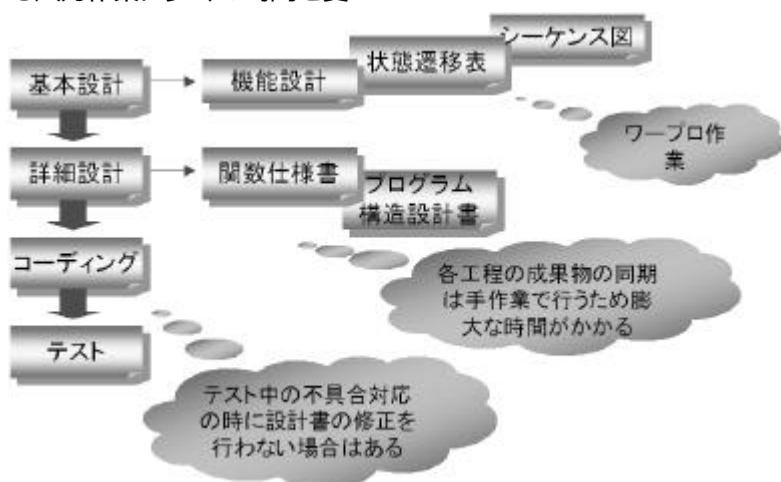 シーケンス図
状態遷移表
基本設計
機能設計
ワープロ作
業
詳細設計
関数仕様書
プログラム
構造設計書
コーディング
各工程の成果物の同期
は手作業で行うため膨
大な時間がかかる
テスト
テスト中の不具合対応
の時に設計書の修正を
行わない場合はある